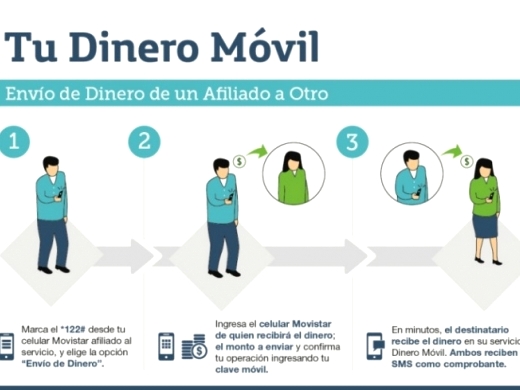 Tu Dinero Móvil
Envío de Dinero de un Afiliado a Otro
1
2
3
$
$
Marca el *122# desde tu
celular Movistar afiliado al
servicio, y elige la opción
“Envío de Dinero”.
Ingresa el celular Movistar
de quien recibirá el dinero;
el monto a enviar y confirma
tu operación ingresando tu
clave móvil.
$
En minutos, el destinatario
recibe el dinero en su servicio
Dinero Móvil. Ambos reciben
SMS como comprobante.